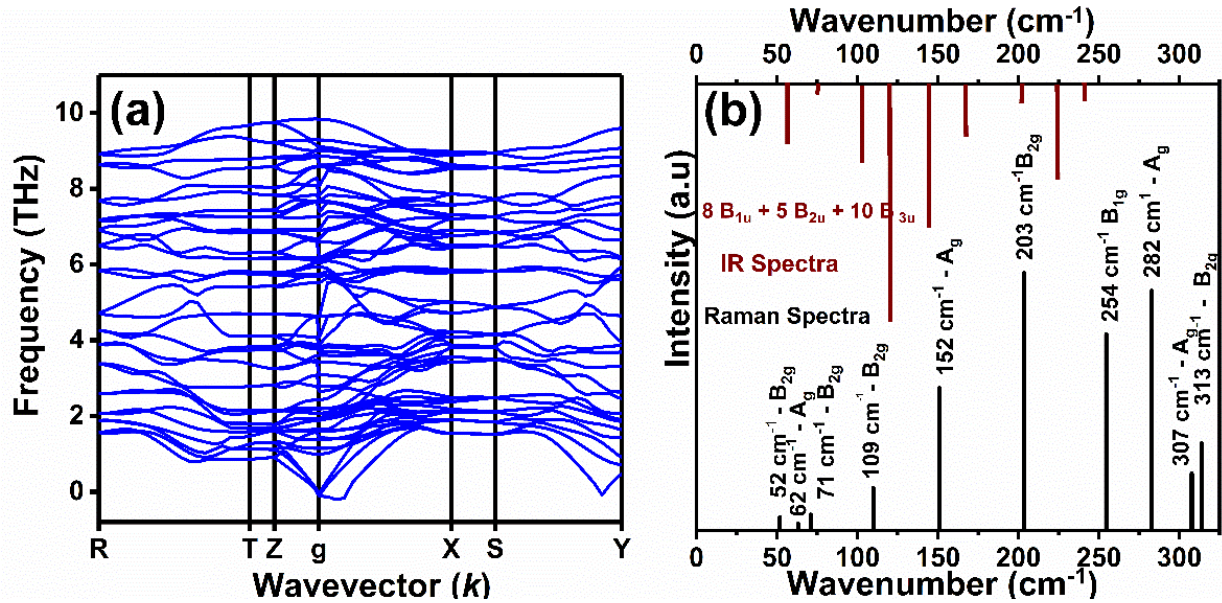 (a)
Frequency (THz)
10
8
6
4
2
0
R T Z g X S Y
Wavevector (k)
Wavenumber (cm-1)
0 50 100 150 200 250 300
(b)
Intensity (a.u)
8 B1u + 5 B2u + 10 B3u
IR Spectra
Raman Spectra
52 cm-1 - B2g
62 cm-1 - Ag
71 cm-1 - B2g
109 cm-1 - B2g
152 cm-1 - Ag
203 cm-1 B2g
254 cm-1 B1g
282 cm-1 - Ag
307 cm-1 - Ag
313 cm-1 - B2g
0 50 100 150 200 250 300
Wavenumber (cm-1)